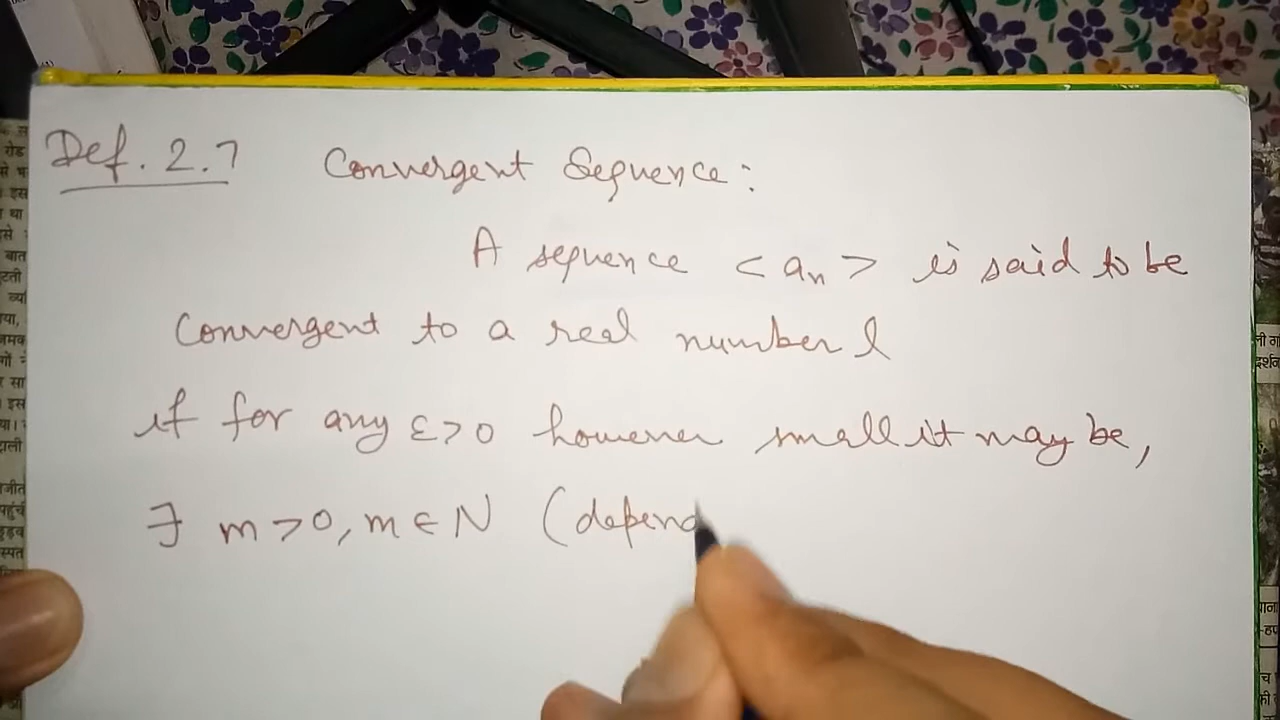 Def. 2.7 Convergent Sequence:
A sequence <aₙ> is said to be
Convergent to a real number l
if for any ε>0 however small it may be,
∃ m>0, m∈N (depend